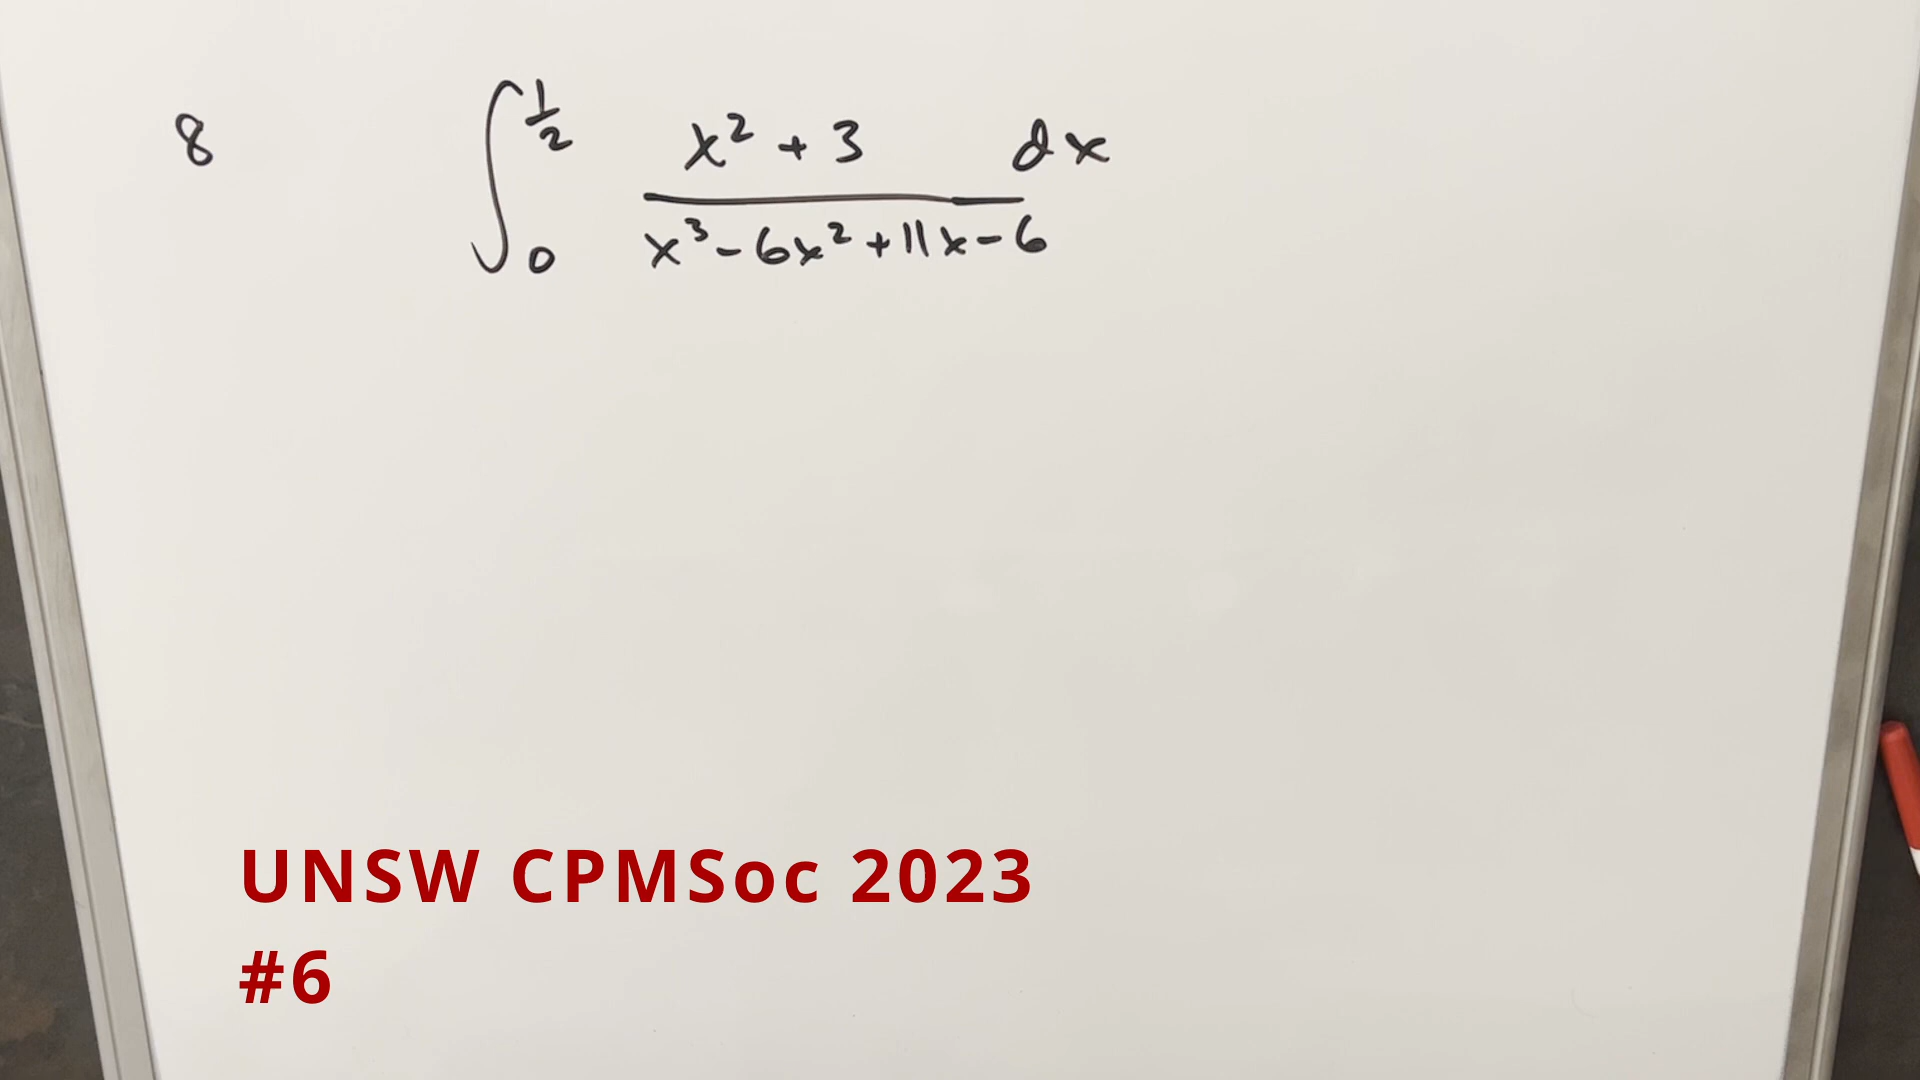 8 ∫₀^½ x² + 3 dx
x³ - 6x² + 11x - 6
UNSW CPMSoc 2023
#6